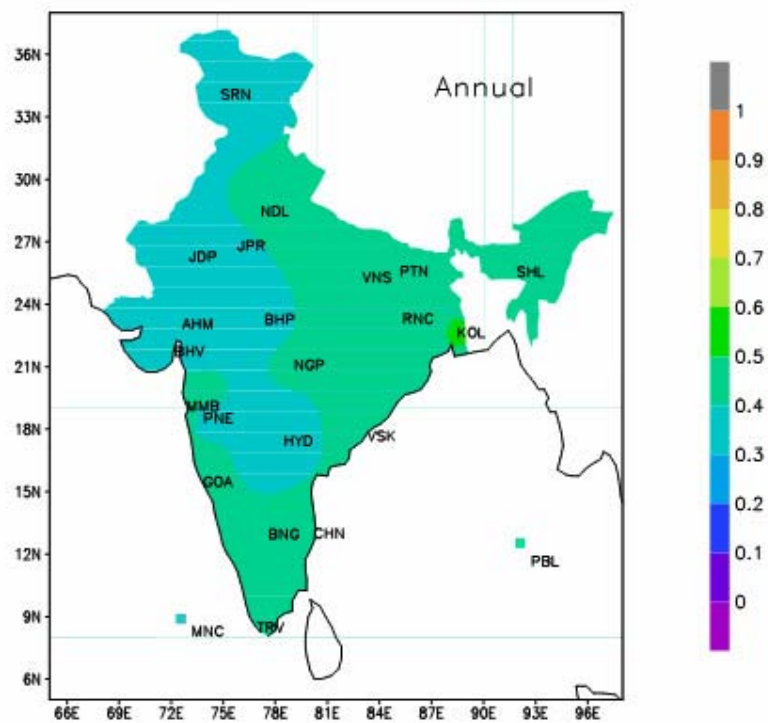 Annual
36N
33N
30N
27N
24N
21N
18N
15N
12N
9N
6N
SRN
NDL
JPR
JDP
VNS
PTN
SHL
AHM
BHP
RNC
KOL
BHV
NGP
MMB
PNE
HYD
VSK
GOA
BNG
CHN
PBL
MNC
TRV
66E 69E 72E 75E 78E 81E 84E 87E 90E 93E 96E
1
0.9
0.8
0.7
0.6
0.5
0.4
0.3
0.2
0.1
0